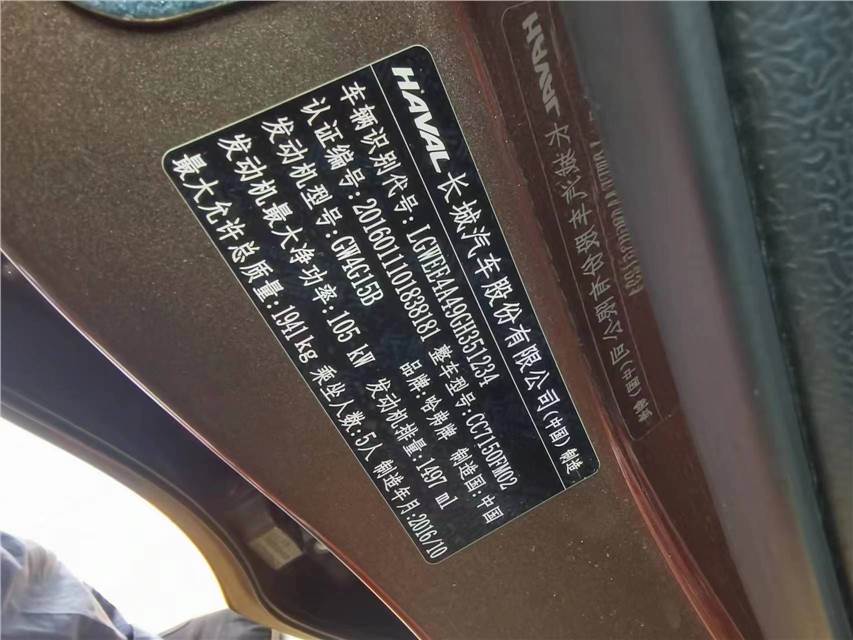 HAVAL 长城汽车股份有限公司(中国)制造
车辆识别代号: LGWEE4A49GH351234
认证编号: 2016011101838181 整车型号: CC7150FM02
发动机型号: GW4G15B 品牌: 哈弗牌 制造国: 中国
发动机最大净功率: 105 kW 发动机排量: 1497 ml
最大允许总质量: 1941kg 乘坐人数: 5人 制造年月: 2016/10